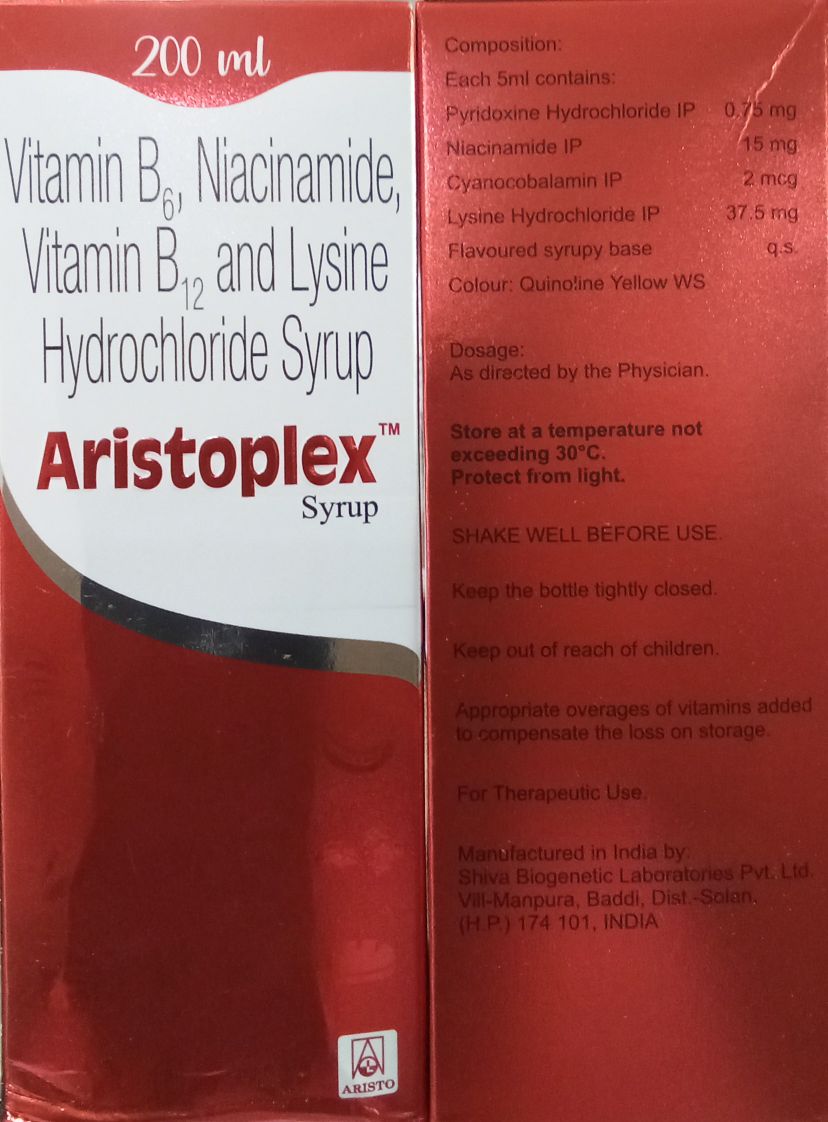 200 ml
Vitamin B6, Niacinamide,
Vitamin B12 and Lysine
Hydrochloride Syrup
Aristoplex™
Syrup
ARISTO
Composition:
Each 5ml contains:
Pyridoxine Hydrochloride IP 0.75 mg
Niacinamide IP 15 mg
Cyanocobalamin IP 2 mcg
Lysine Hydrochloride IP 37.5 mg
Flavoured syrupy base q.s.
Colour: Quinoline Yellow WS
Dosage:
As directed by the Physician.
Store at a temperature not
exceeding 30°C.
Protect from light.
SHAKE WELL BEFORE USE.
Keep the bottle tightly closed.
Keep out of reach of children.
Appropriate overages of vitamins added
to compensate the loss on storage.
For Therapeutic Use.
Manufactured in India by:
Shiva Biogenetic Laboratories Pvt. Ltd.
Vill-Manpura, Baddi, Dist.-Solan,
(H.P.) 174 101, INDIA